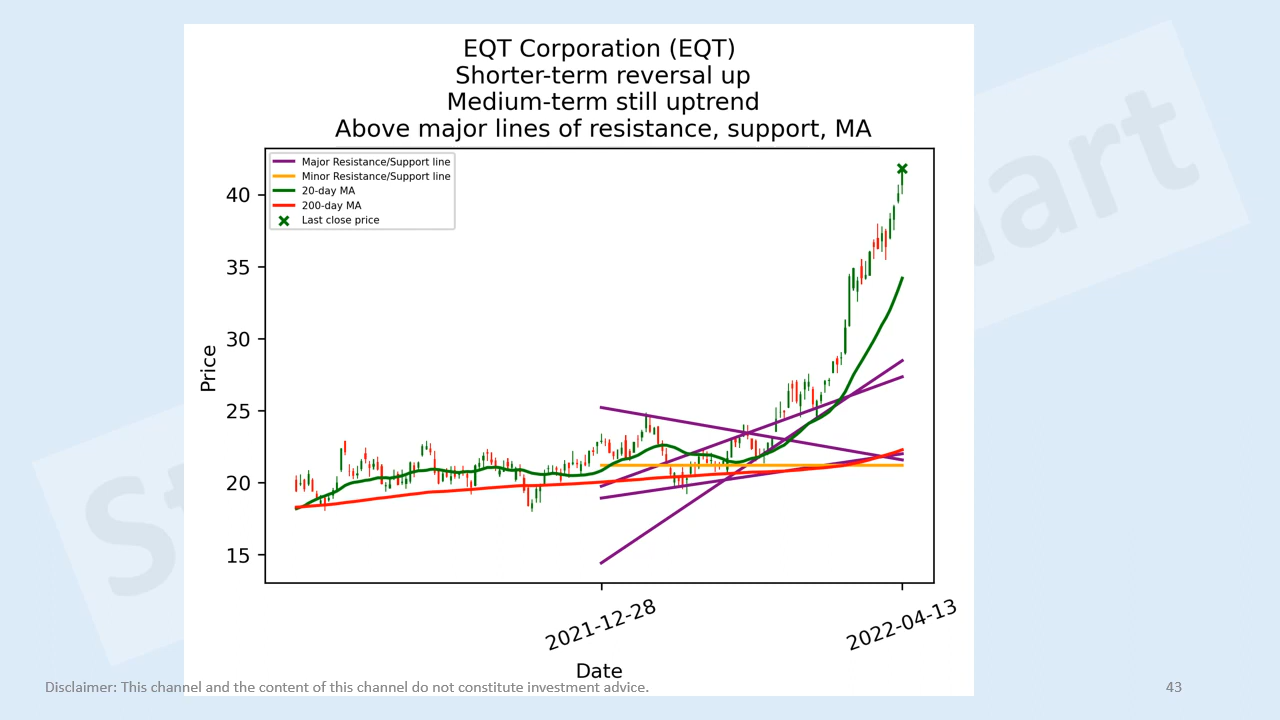 EQT Corporation (EQT)
Shorter-term reversal up
Medium-term still uptrend
Above major lines of resistance, support, MA
Major Resistance/Support line
Minor Resistance/Support line
20-day MA
200-day MA
Last close price
40
35
30
25
20
15
Price
2021-12-28
2022-04-13
Date
Disclaimer: This channel and the content of this channel do not constitute investment advice.
43